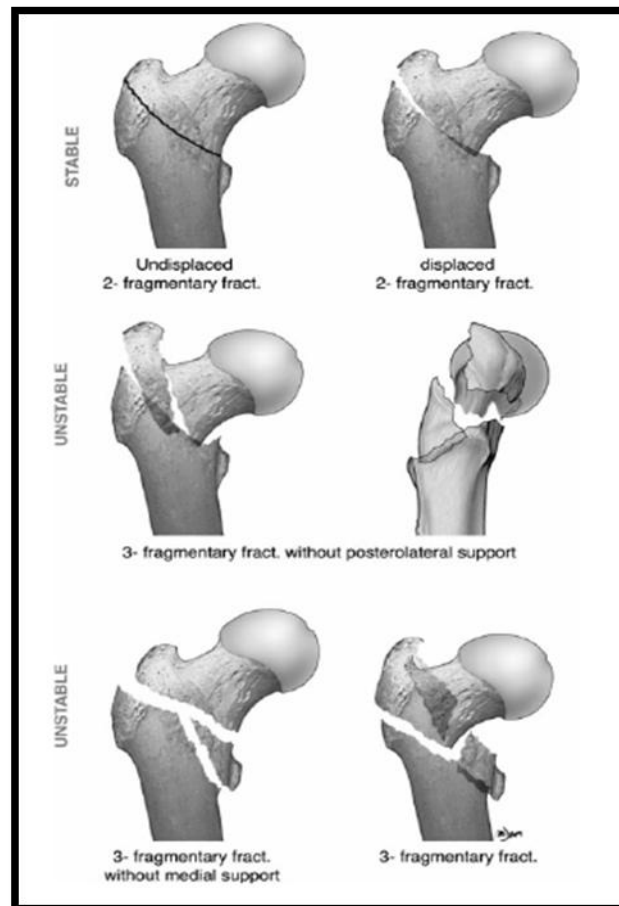 STABLE
Undisplaced
2- fragmentary fract.
displaced
2- fragmentary fract.
UNSTABLE
3- fragmentary fract. without posterolateral support
UNSTABLE
3- fragmentary fract.
without medial support
3- fragmentary fract.